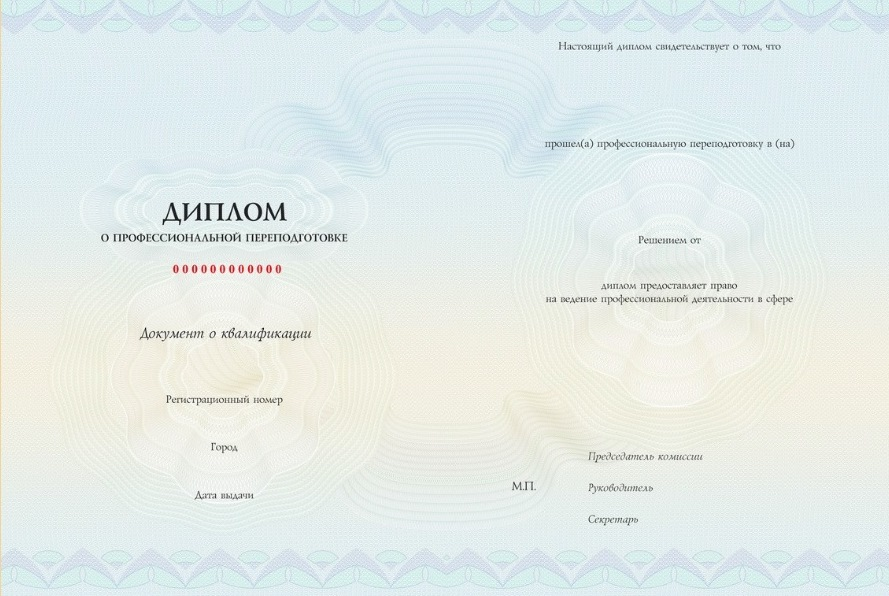 ДИПЛОМ
О ПРОФЕССИОНАЛЬНОЙ ПЕРЕПОДГОТОВКЕ
000000000000
Документ о квалификации
Регистрационный номер
Город
Дата выдачи
Настоящий диплом свидетельствует о том, что
прошел(а) профессиональную переподготовку в (на)
Решением от
диплом предоставляет право
на ведение профессиональной деятельности в сфере
М.П.
Председатель комиссии
Руководитель
Секретарь